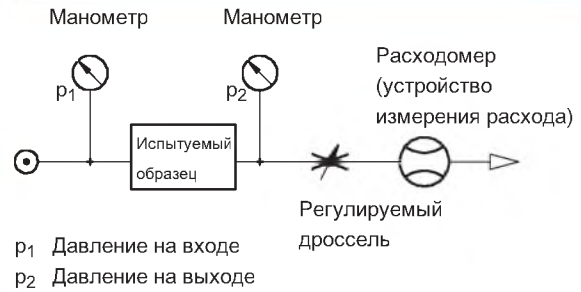 Манометр
Манометр
p1
p2
Расходомер
(устройство
измерения расхода)
Испытуемый
образец
Регулируемый
дроссель
p1 Давление на входе
p2 Давление на выходе